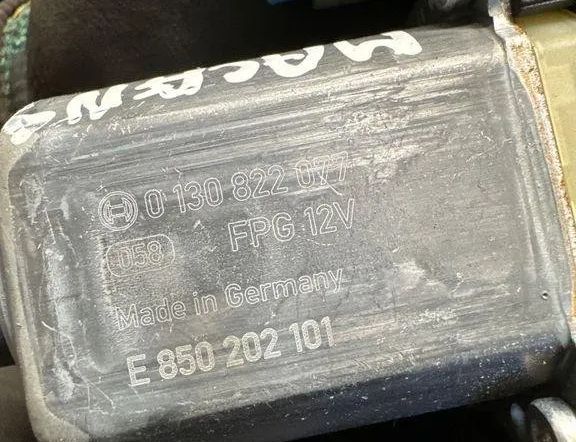 0 130 822 077
058 FPG 12V
Made in Germany
E 850 202 101